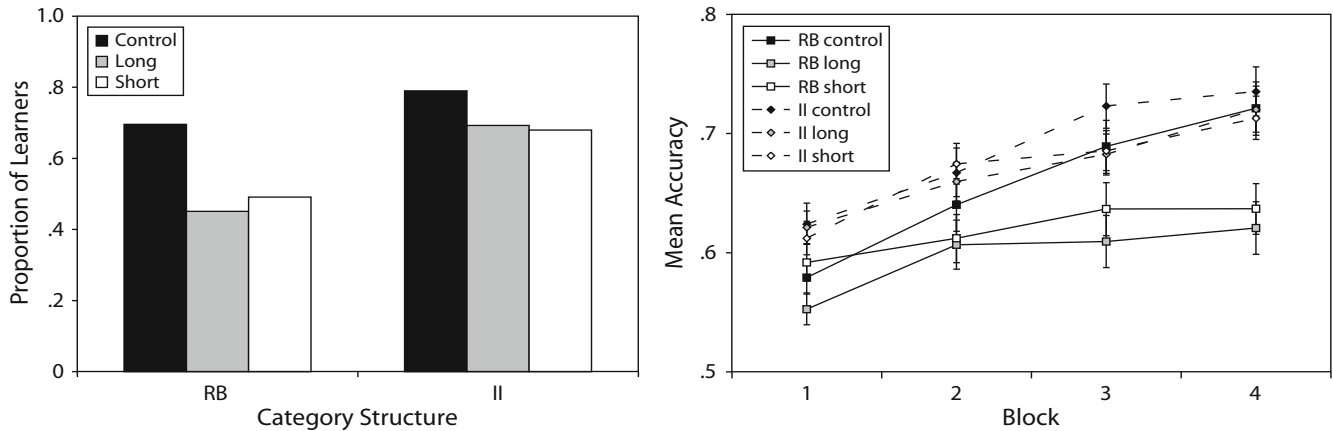 Proportion of Learners
1.0
.8
.6
.4
.2
0
Control
Long
Short
RB
II
Category Structure
Mean Accuracy
.8
.7
.6
.5
RB control
RB long
RB short
II control
II long
II short
1
2
3
4
Block